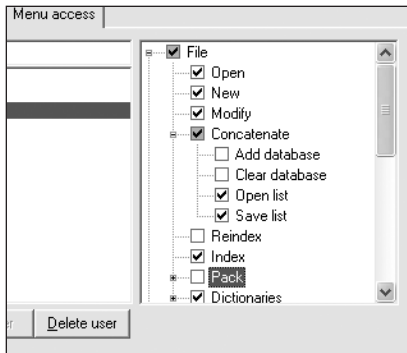 Menu access
File
Open
New
Modify
Concatenate
Add database
Clear database
Open list
Save list
Reindex
Index
Pack
Dictionaries
Delete user